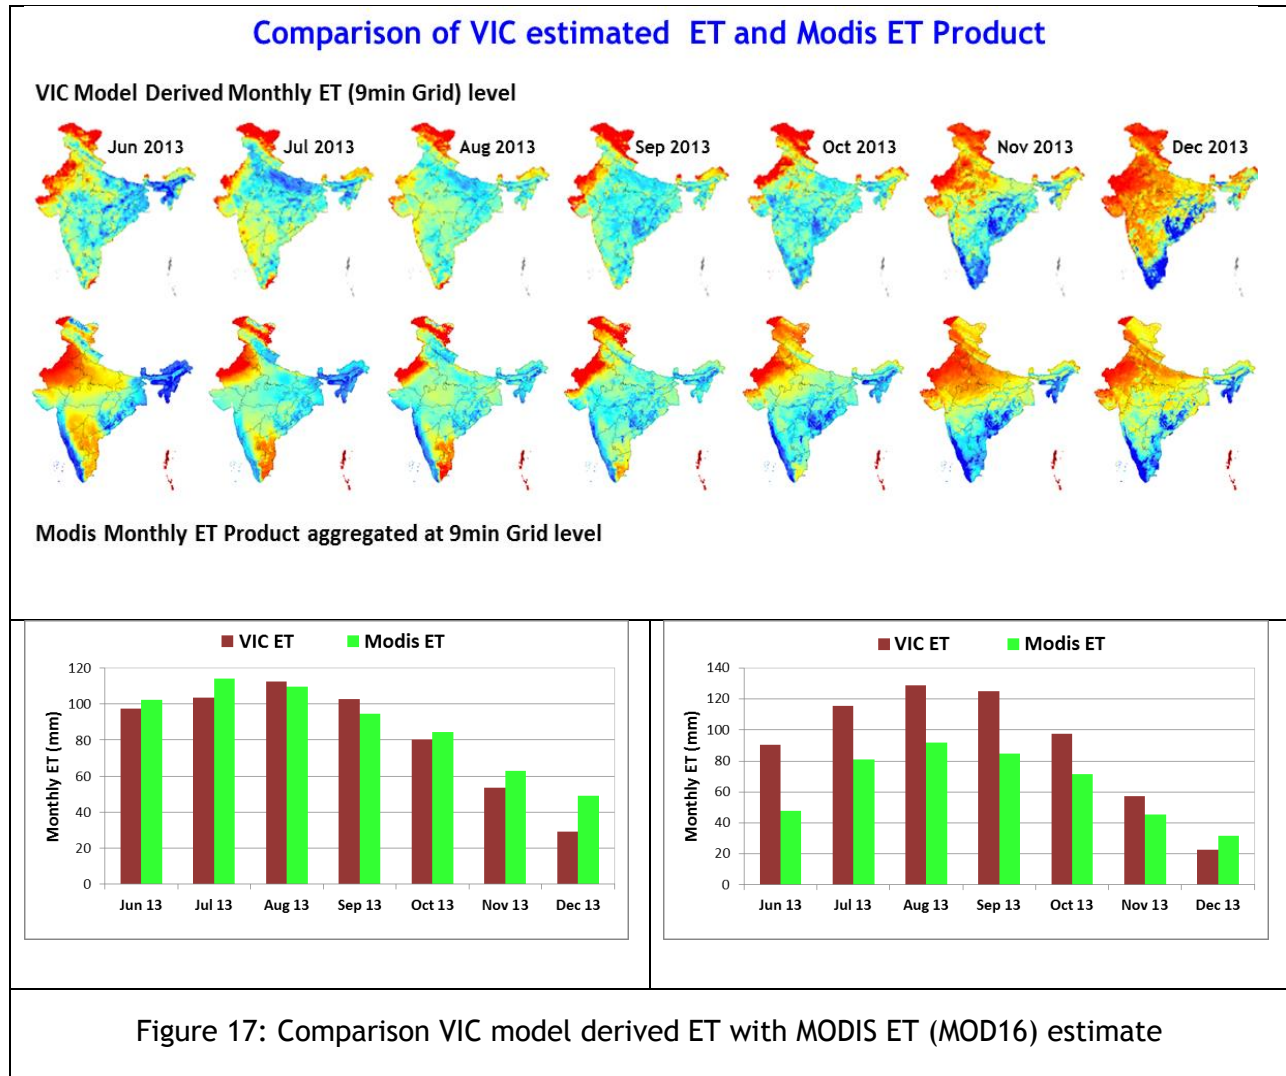 Comparison of VIC estimated ET and Modis ET Product
VIC Model Derived Monthly ET (9min Grid) level
Jun 2013
Jul 2013
Aug 2013
Sep 2013
Oct 2013
Nov 2013
Dec 2013
Modis Monthly ET Product aggregated at 9min Grid level
VIC ET
Modis ET
Monthly ET (mm)
120
100
80
60
40
20
0
Jun 13
Jul 13
Aug 13
Sep 13
Oct 13
Nov 13
Dec 13
VIC ET
Modis ET
Monthly ET (mm)
140
120
100
80
60
40
20
0
Jun 13
Jul 13
Aug 13
Sep 13
Oct 13
Nov 13
Dec 13
Figure 17: Comparison VIC model derived ET with MODIS ET (MOD16) estimate